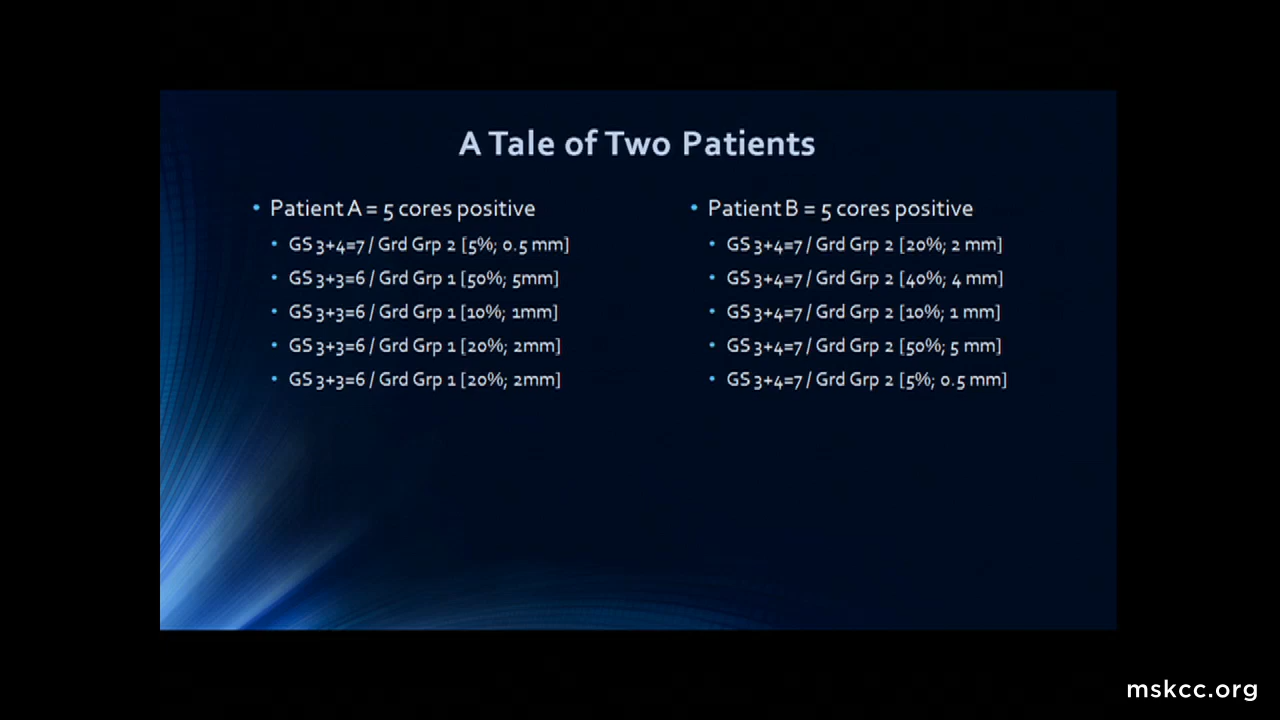 A Tale of Two Patients
• Patient A = 5 cores positive
• GS 3+4=7 / Grd Grp 2 [5%; 0.5 mm]
• GS 3+3=6 / Grd Grp 1 [50%; 5mm]
• GS 3+3=6 / Grd Grp 1 [10%; 1mm]
• GS 3+3=6 / Grd Grp 1 [20%; 2mm]
• GS 3+3=6 / Grd Grp 1 [20%; 2mm]
• Patient B = 5 cores positive
• GS 3+4=7 / Grd Grp 2 [20%; 2 mm]
• GS 3+4=7 / Grd Grp 2 [40%; 4 mm]
• GS 3+4=7 / Grd Grp 2 [10%; 1 mm]
• GS 3+4=7 / Grd Grp 2 [50%; 5 mm]
• GS 3+4=7 / Grd Grp 2 [5%; 0.5 mm]
mskcc.org